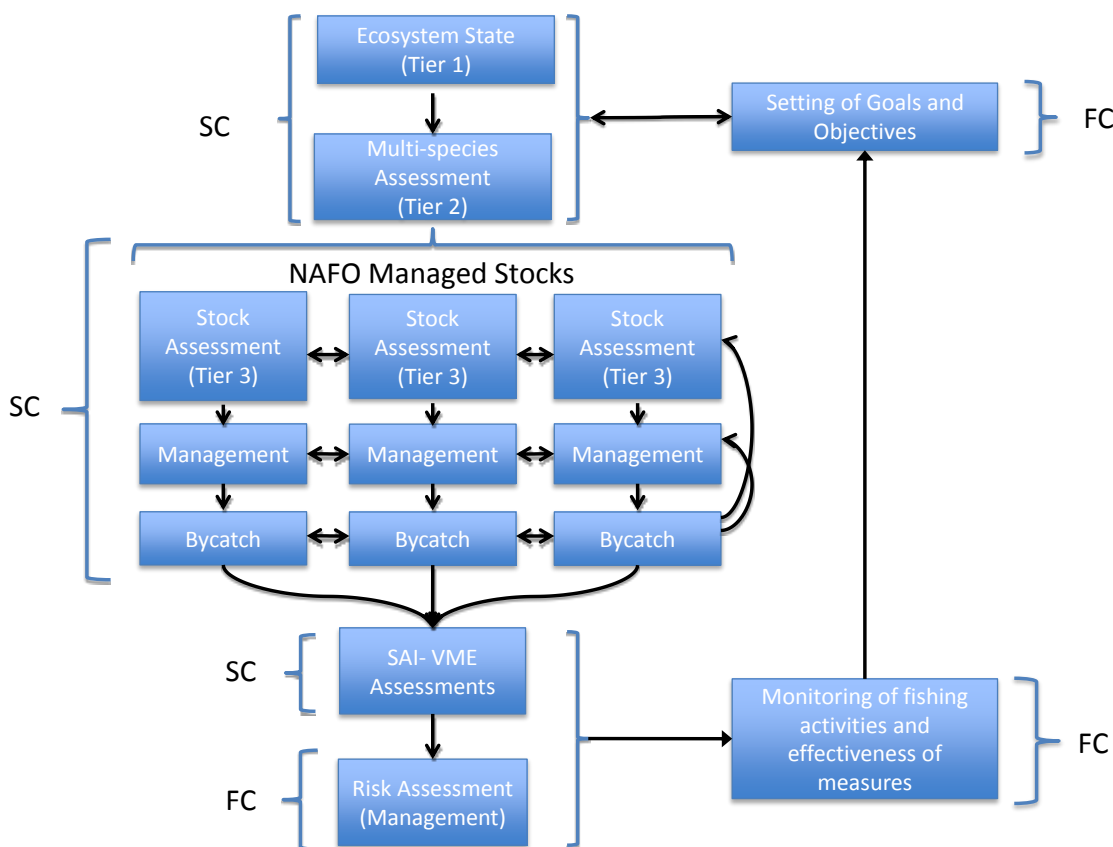 Ecosystem State
(Tier 1)
SC
Setting of Goals and
Objectives
FC
Multi-species
Assessment
(Tier 2)
NAFO Managed Stocks
Stock
Assessment
(Tier 3)
Stock
Assessment
(Tier 3)
Stock
Assessment
(Tier 3)
SC
Management
Management
Management
Bycatch
Bycatch
Bycatch
SC
SAI- VME
Assessments
Monitoring of fishing
activities and
effectiveness of
measures
FC
FC
Risk Assessment
(Management)